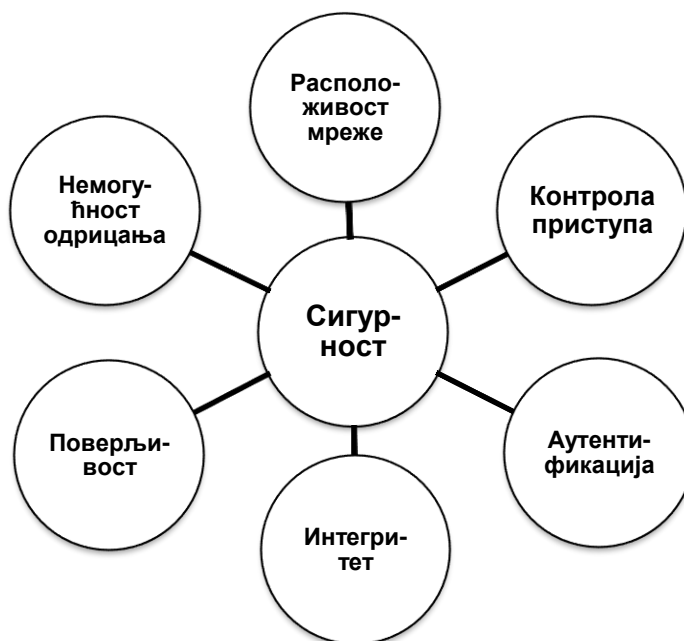 Располо-
живост
мреже
Немогу-
ћност
одрицања
Контрола
приступа
Сигур-
ност
Поверљи-
вост
Аутенти-
фикација
Интегри-
тет